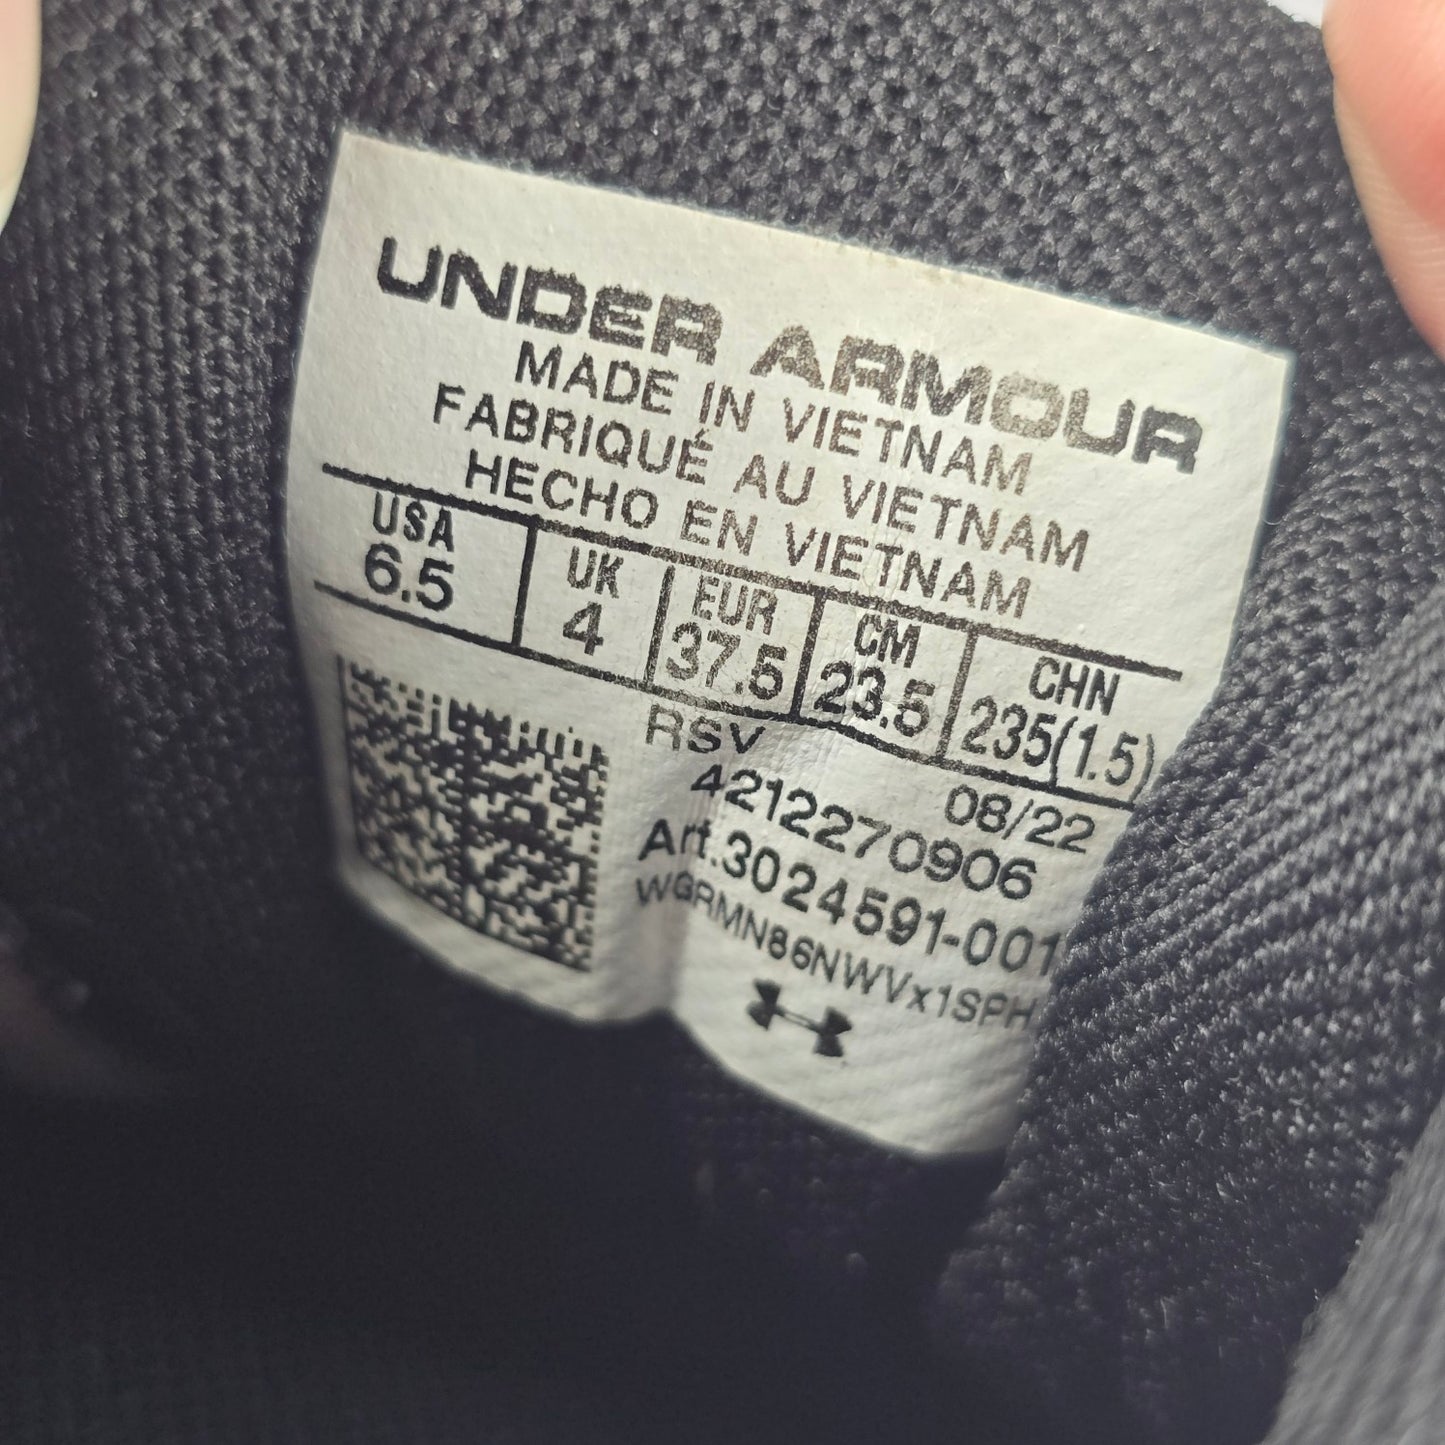 UNDER ARMOUR
MADE IN VIETNAM
FABRIQUÉ AU VIETNAM
HECHO EN VIETNAM
USA UK EUR CM CHN
6.5 4 37.5 23.5 235(1.5)
RSV 08/22
4212270906
Art.3024591-001
WGRMN86NWVx1SPH